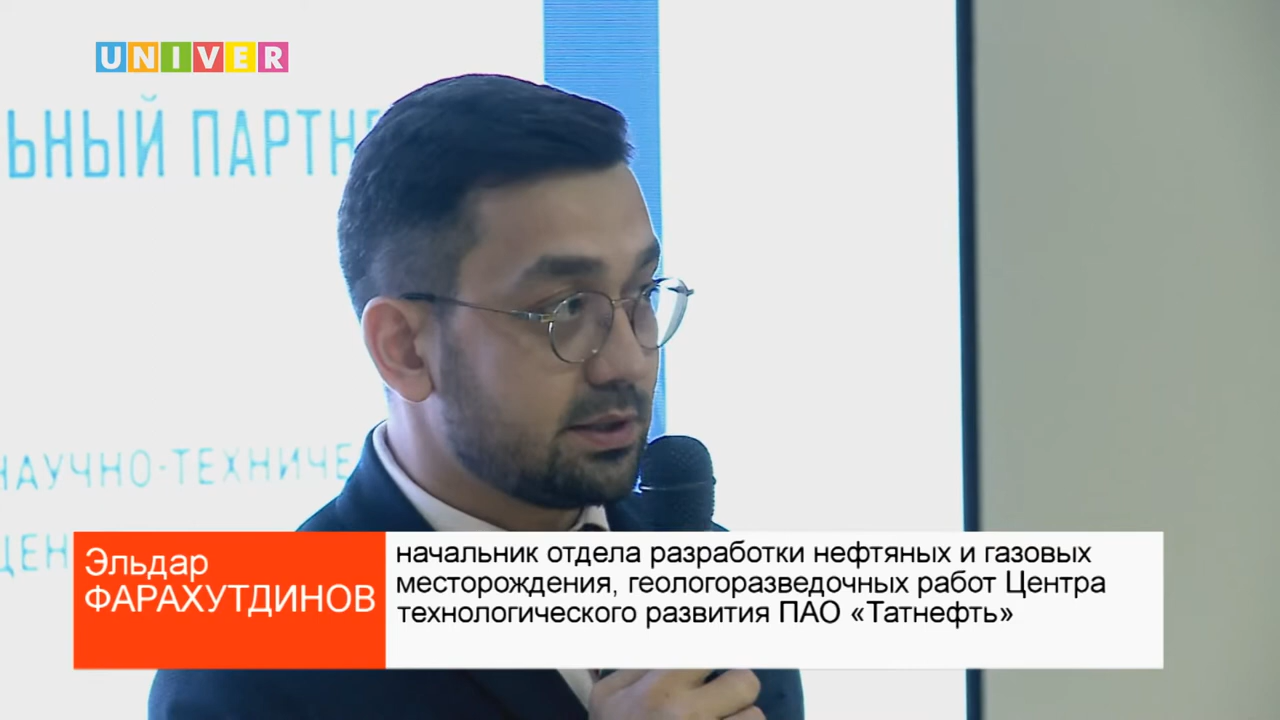 UNIVER
ЬНЫЙ ПАРТНЕ
НАУЧНО-ТЕХНИЧЕ
ЦЕН
Эльдар
ФАРАХУТДИНОВ
начальник отдела разработки нефтяных и газовых
месторождения, геологоразведочных работ Центра
технологического развития ПАО «Татнефть»